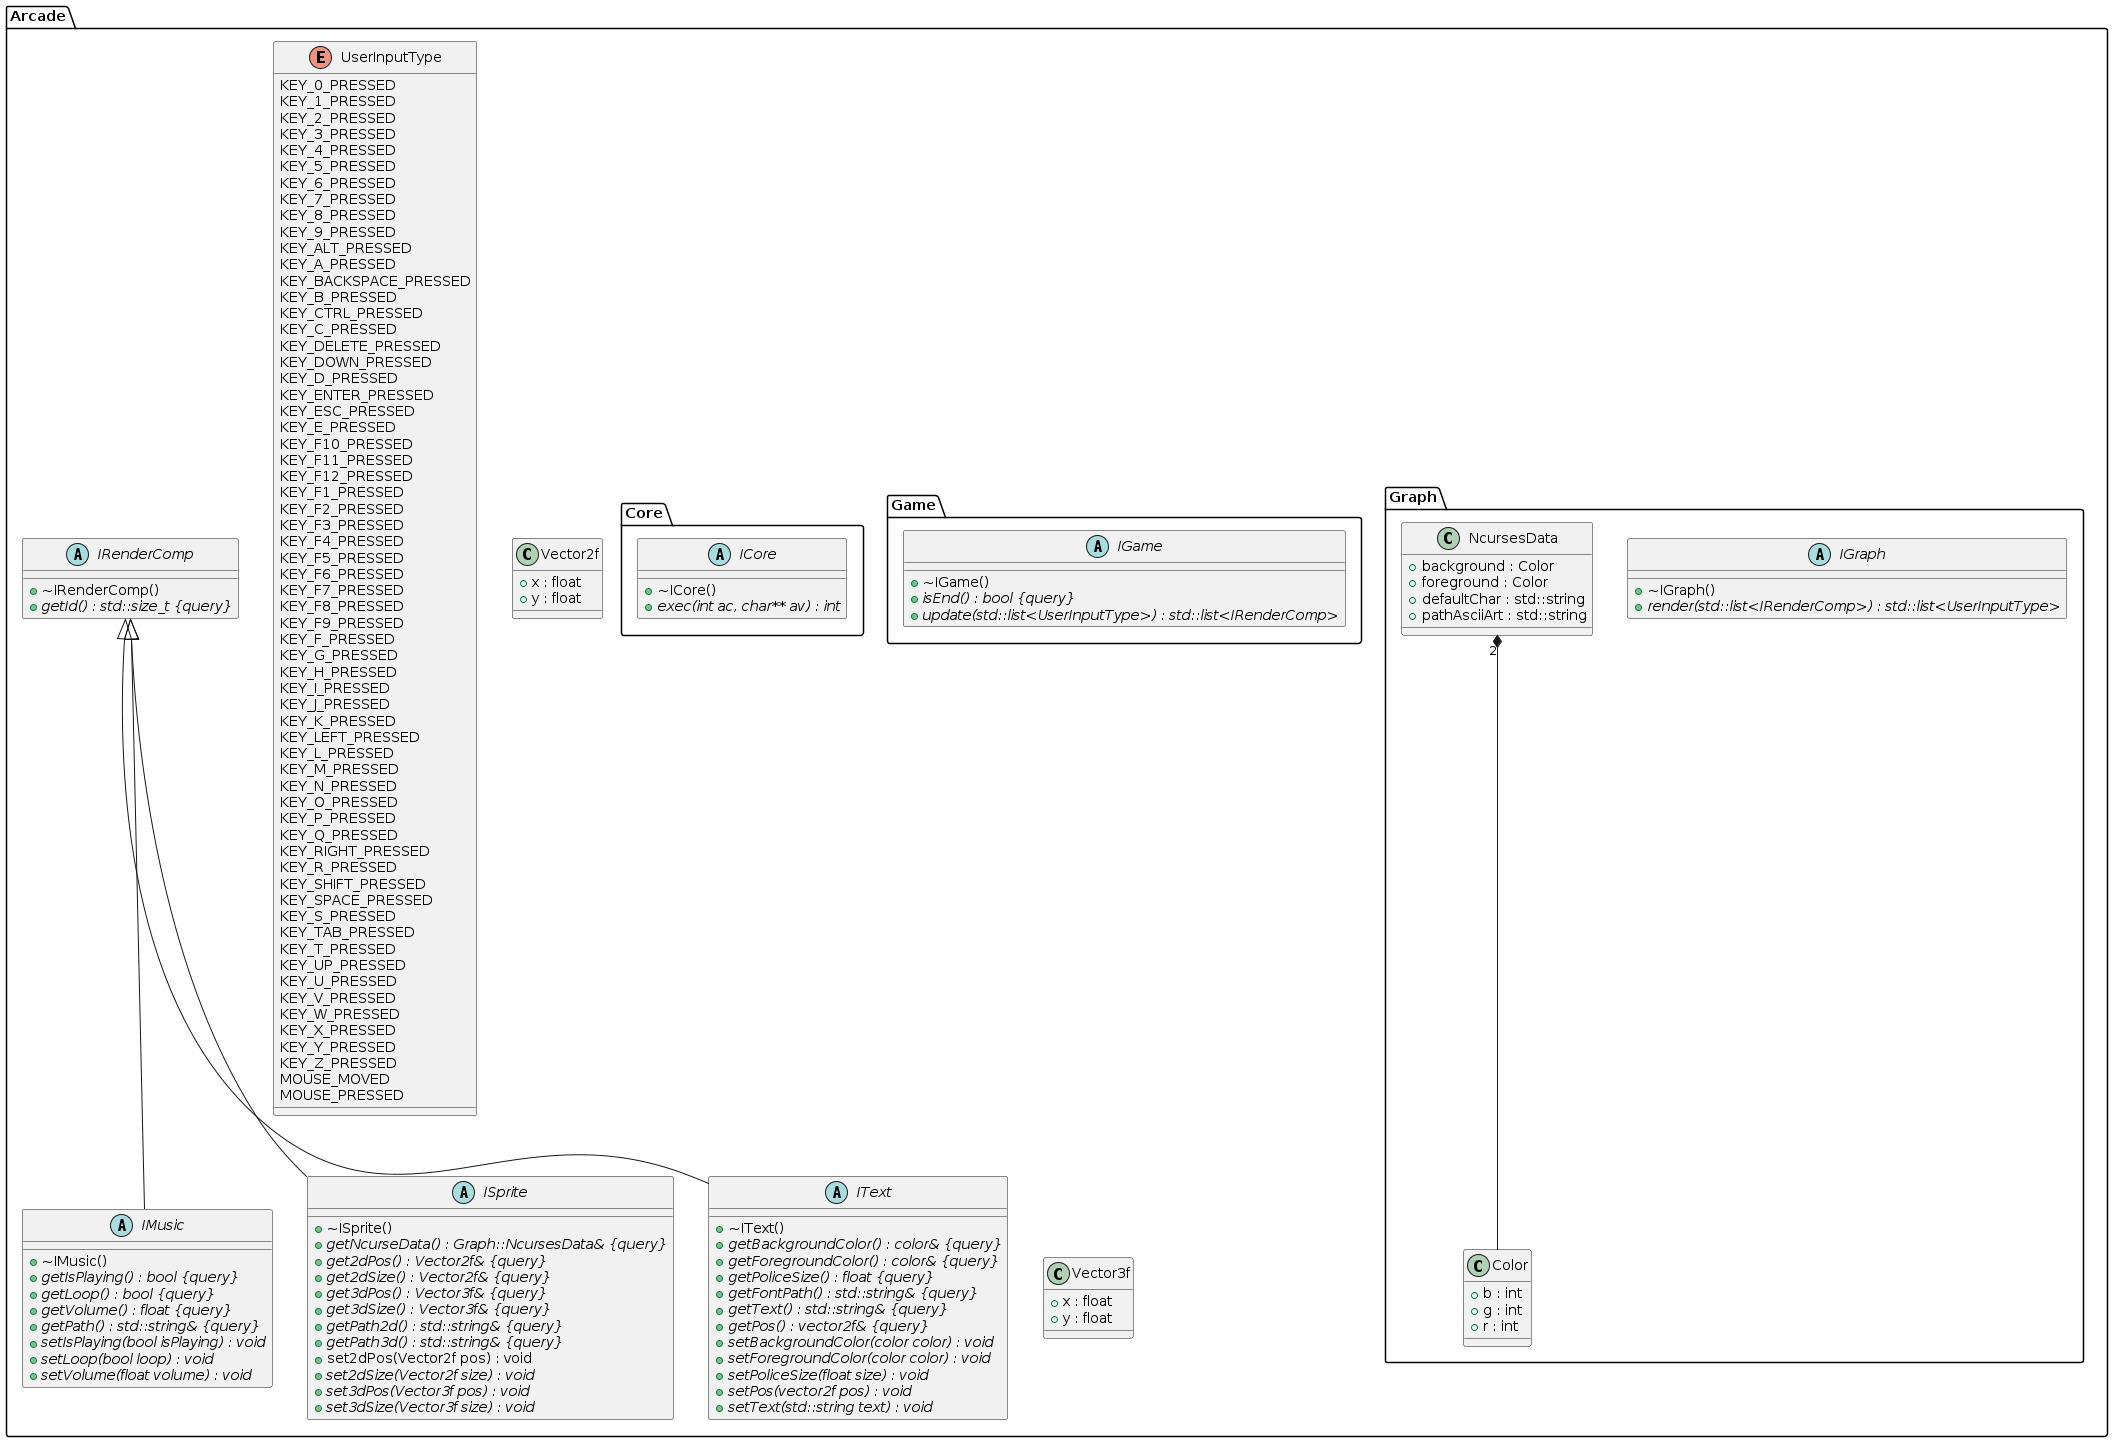 Arcade
E UserInputType
KEY_0_PRESSED
KEY_1_PRESSED
KEY_2_PRESSED
KEY_3_PRESSED
KEY_4_PRESSED
KEY_5_PRESSED
KEY_6_PRESSED
KEY_7_PRESSED
KEY_8_PRESSED
KEY_9_PRESSED
KEY_ALT_PRESSED
KEY_A_PRESSED
KEY_BACKSPACE_PRESSED
KEY_B_PRESSED
KEY_CTRL_PRESSED
KEY_C_PRESSED
KEY_DELETE_PRESSED
KEY_DOWN_PRESSED
KEY_D_PRESSED
KEY_ENTER_PRESSED
KEY_ESC_PRESSED
KEY_E_PRESSED
KEY_F10_PRESSED
KEY_F11_PRESSED
KEY_F12_PRESSED
KEY_F1_PRESSED
KEY_F2_PRESSED
KEY_F3_PRESSED
KEY_F4_PRESSED
KEY_F5_PRESSED
KEY_F6_PRESSED
KEY_F7_PRESSED
KEY_F8_PRESSED
KEY_F9_PRESSED
KEY_F_PRESSED
KEY_G_PRESSED
KEY_H_PRESSED
KEY_I_PRESSED
KEY_J_PRESSED
KEY_K_PRESSED
KEY_LEFT_PRESSED
KEY_L_PRESSED
KEY_M_PRESSED
KEY_N_PRESSED
KEY_O_PRESSED
KEY_P_PRESSED
KEY_Q_PRESSED
KEY_RIGHT_PRESSED
KEY_R_PRESSED
KEY_SHIFT_PRESSED
KEY_SPACE_PRESSED
KEY_S_PRESSED
KEY_TAB_PRESSED
KEY_T_PRESSED
KEY_UP_PRESSED
KEY_U_PRESSED
KEY_V_PRESSED
KEY_W_PRESSED
KEY_X_PRESSED
KEY_Y_PRESSED
KEY_Z_PRESSED
MOUSE_MOVED
MOUSE_PRESSED
A IRenderComp
~IRenderComp()
getId() : std::size_t {query}
C Vector2f
x : float
y : float
Core
A ICore
~ICore()
exec(int ac, char** av) : int
Game
A IGame
~IGame()
isEnd() : bool {query}
update(std::list<UserInputType>) : std::list<IRenderComp>
Graph
C NcursesData
background : Color
foreground : Color
defaultChar : std::string
pathAsciiArt : std::string
2
A IGraph
~IGraph()
render(std::list<IRenderComp>) : std::list<UserInputType>
A IMusic
~IMusic()
getIsPlaying() : bool {query}
getLoop() : bool {query}
getVolume() : float {query}
getPath() : std::string& {query}
setIsPlaying(bool isPlaying) : void
setLoop(bool loop) : void
setVolume(float volume) : void
A ISprite
~ISprite()
getNcurseData() : Graph::NcursesData& {query}
get2dPos() : Vector2f& {query}
get2dSize() : Vector2f& {query}
get3dPos() : Vector3f& {query}
get3dSize() : Vector3f& {query}
getPath2d() : std::string& {query}
getPath3d() : std::string& {query}
set2dPos(Vector2f pos) : void
set2dSize(Vector2f size) : void
set3dPos(Vector3f pos) : void
set3dSize(Vector3f size) : void
A IText
~IText()
getBackgroundColor() : color& {query}
getForegroundColor() : color& {query}
getPoliceSize() : float {query}
getFontPath() : std::string& {query}
getText() : std::string& {query}
getPos() : vector2f& {query}
setBackgroundColor(color color) : void
setForegroundColor(color color) : void
setPoliceSize(float size) : void
setPos(vector2f pos) : void
setText(std::string text) : void
C Vector3f
x : float
y : float
C Color
b : int
g : int
r : int